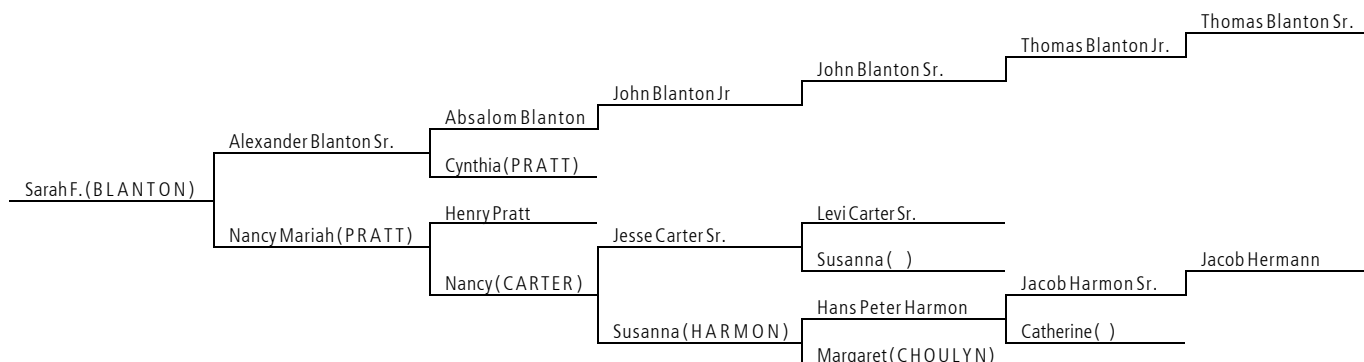 Thomas Blanton Sr.
Thomas Blanton Jr.
John Blanton Sr.
John Blanton Jr
Absalom Blanton
Alexander Blanton Sr.
Cynthia (PRATT)
Sarah F. (BLANTON)
Henry Pratt
Levi Carter Sr.
Nancy Mariah (PRATT)
Jesse Carter Sr.
Susanna ( )
Jacob Hermann
Nancy (CARTER)
Jacob Harmon Sr.
Hans Peter Harmon
Susanna (HARMON)
Catherine ( )
Margaret (CHOULYN)